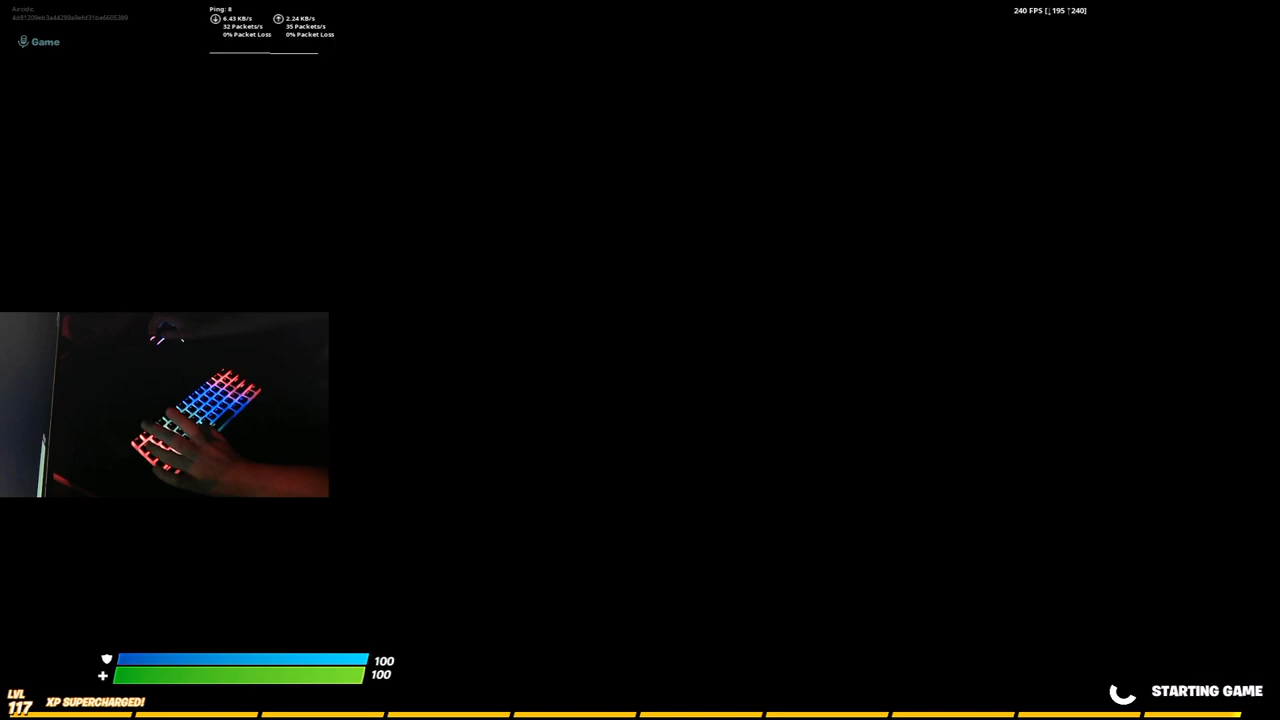 Airodic
Game
Ping: 8
6.43 KB/s
32 Packets/s
0% Packet Loss
2.24 KB/s
35 Packets/s
0% Packet Loss
240 FPS [↓195 ↑240]
100
100
LVL
117
XP SUPERCHARGED!
STARTING GAME